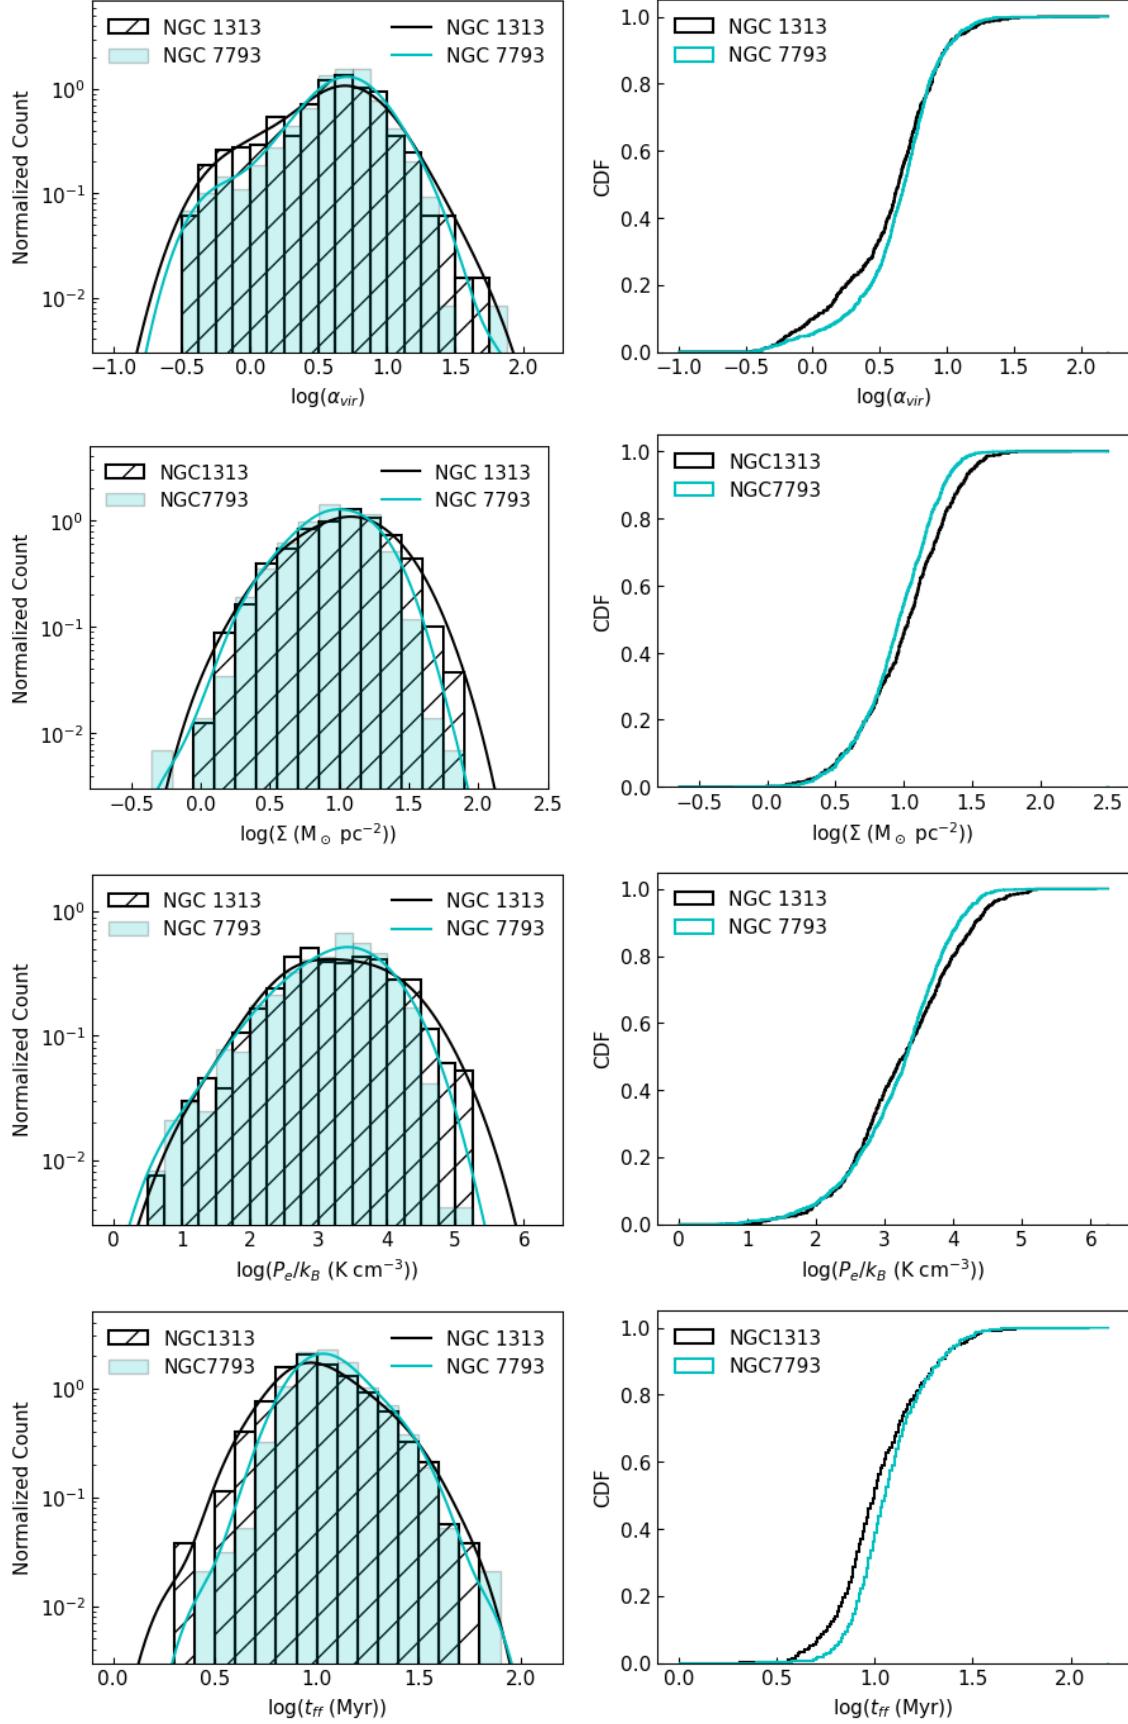 NGC 1313 NGC 1313
NGC 7793 NGC 7793
Normalized Count
10⁰
10⁻¹
10⁻²
−1.0 −0.5 0.0 0.5 1.0 1.5 2.0
log(α_vir)
NGC 1313
NGC 7793
CDF
1.0
0.8
0.6
0.4
0.2
0.0
−1.0 −0.5 0.0 0.5 1.0 1.5 2.0
log(α_vir)
NGC1313 NGC 1313
NGC7793 NGC 7793
Normalized Count
10⁰
10⁻¹
10⁻²
−0.5 0.0 0.5 1.0 1.5 2.0 2.5
log(Σ (M⊙ pc⁻²))
NGC1313
NGC7793
CDF
1.0
0.8
0.6
0.4
0.2
0.0
−0.5 0.0 0.5 1.0 1.5 2.0 2.5
log(Σ (M⊙ pc⁻²))
NGC 1313 NGC 1313
NGC 7793 NGC 7793
Normalized Count
10⁰
10⁻¹
10⁻²
0 1 2 3 4 5 6
log(P_e/k_B (K cm⁻³))
NGC 1313
NGC 7793
CDF
1.0
0.8
0.6
0.4
0.2
0.0
0 1 2 3 4 5 6
log(P_e/k_B (K cm⁻³))
NGC1313 NGC 1313
NGC7793 NGC 7793
Normalized Count
10⁰
10⁻¹
10⁻²
0.0 0.5 1.0 1.5 2.0
log(t_ff (Myr))
NGC1313
NGC7793
CDF
1.0
0.8
0.6
0.4
0.2
0.0
0.0 0.5 1.0 1.5 2.0
log(t_ff (Myr))